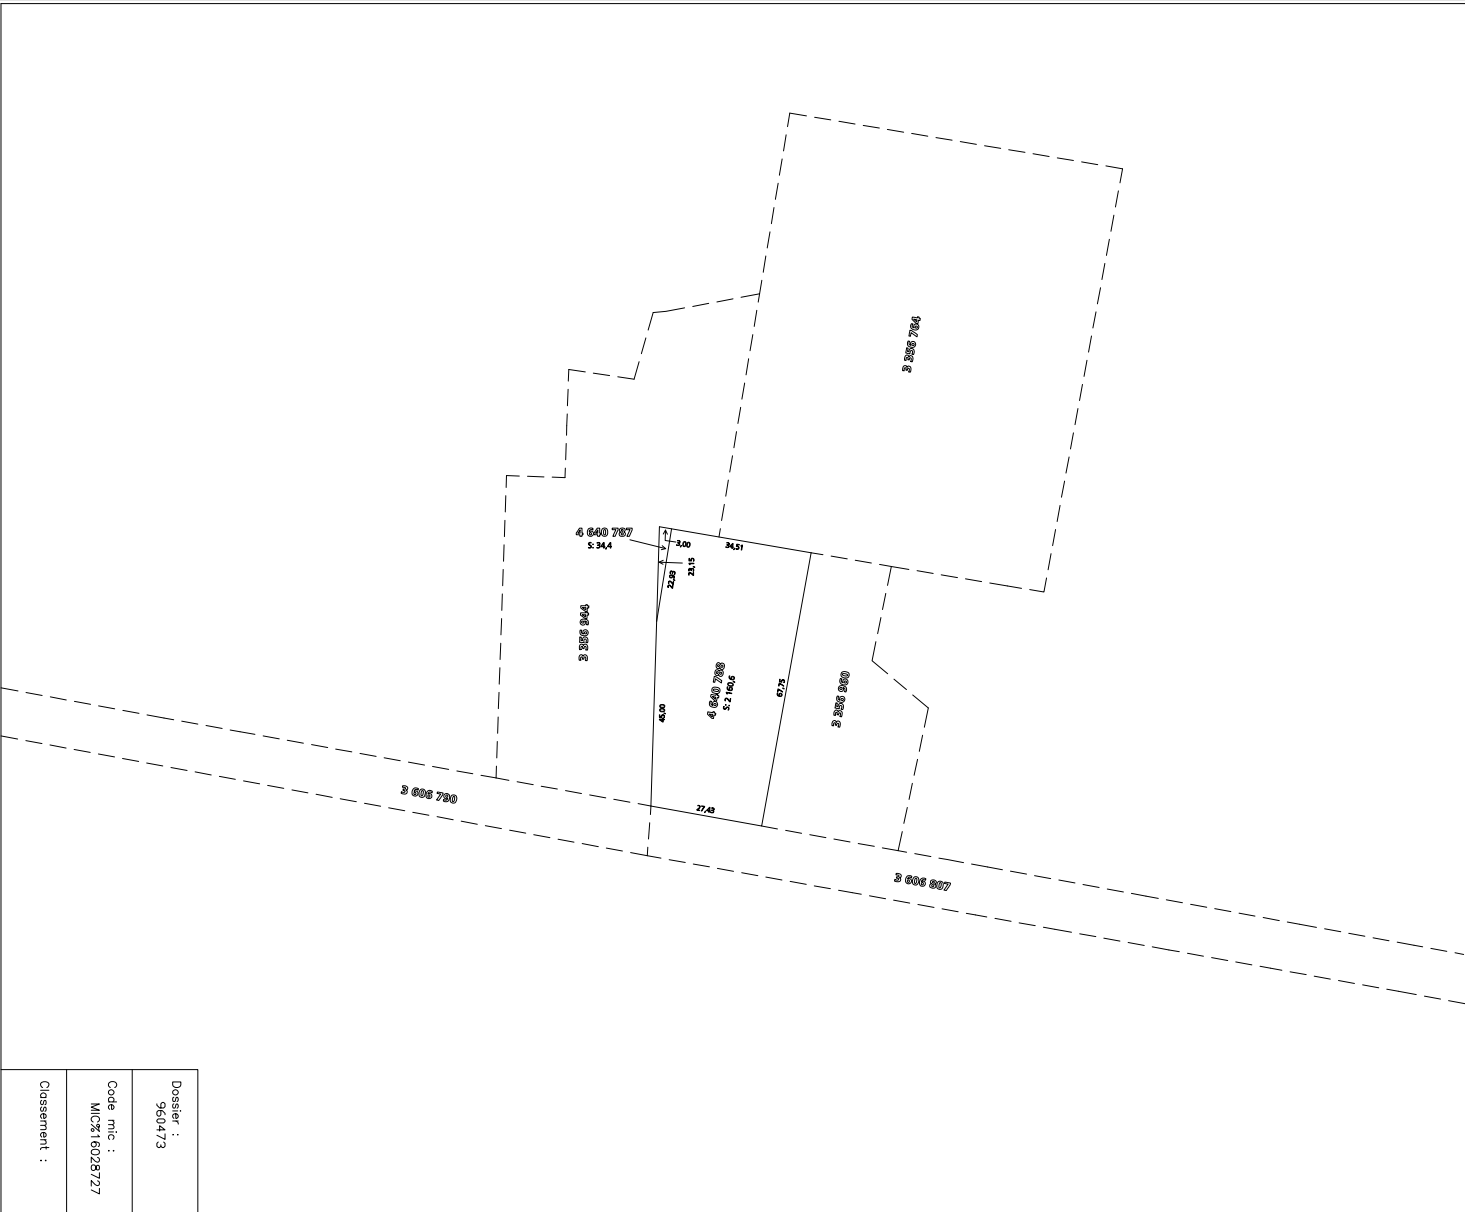 3 356 764
4 640 787
S: 34,4
3,00
34,51
23,15
22,93
3 356 944
4 640 788
S: 2 160,6
67,75
3 356 960
45,00
27,43
3 606 790
3 606 807
Dossier :
960473
Code mic :
MIC%16028727
Classement :